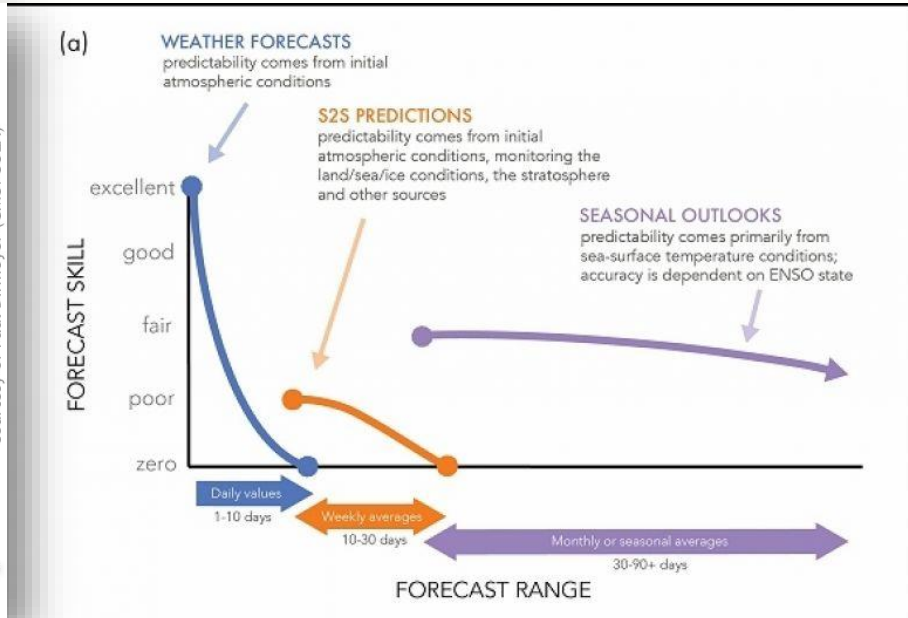 (a)
WEATHER FORECASTS
predictability comes from initial
atmospheric conditions
S2S PREDICTIONS
predictability comes from initial
atmospheric conditions, monitoring the
land/sea/ice conditions, the stratosphere
and other sources
SEASONAL OUTLOOKS
predictability comes primarily from
sea-surface temperature conditions;
accuracy is dependent on ENSO state
FORECAST SKILL
excellent
good
fair
poor
zero
Daily values
1-10 days
Weekly averages
10-30 days
Monthly or seasonal averages
30-90+ days
FORECAST RANGE